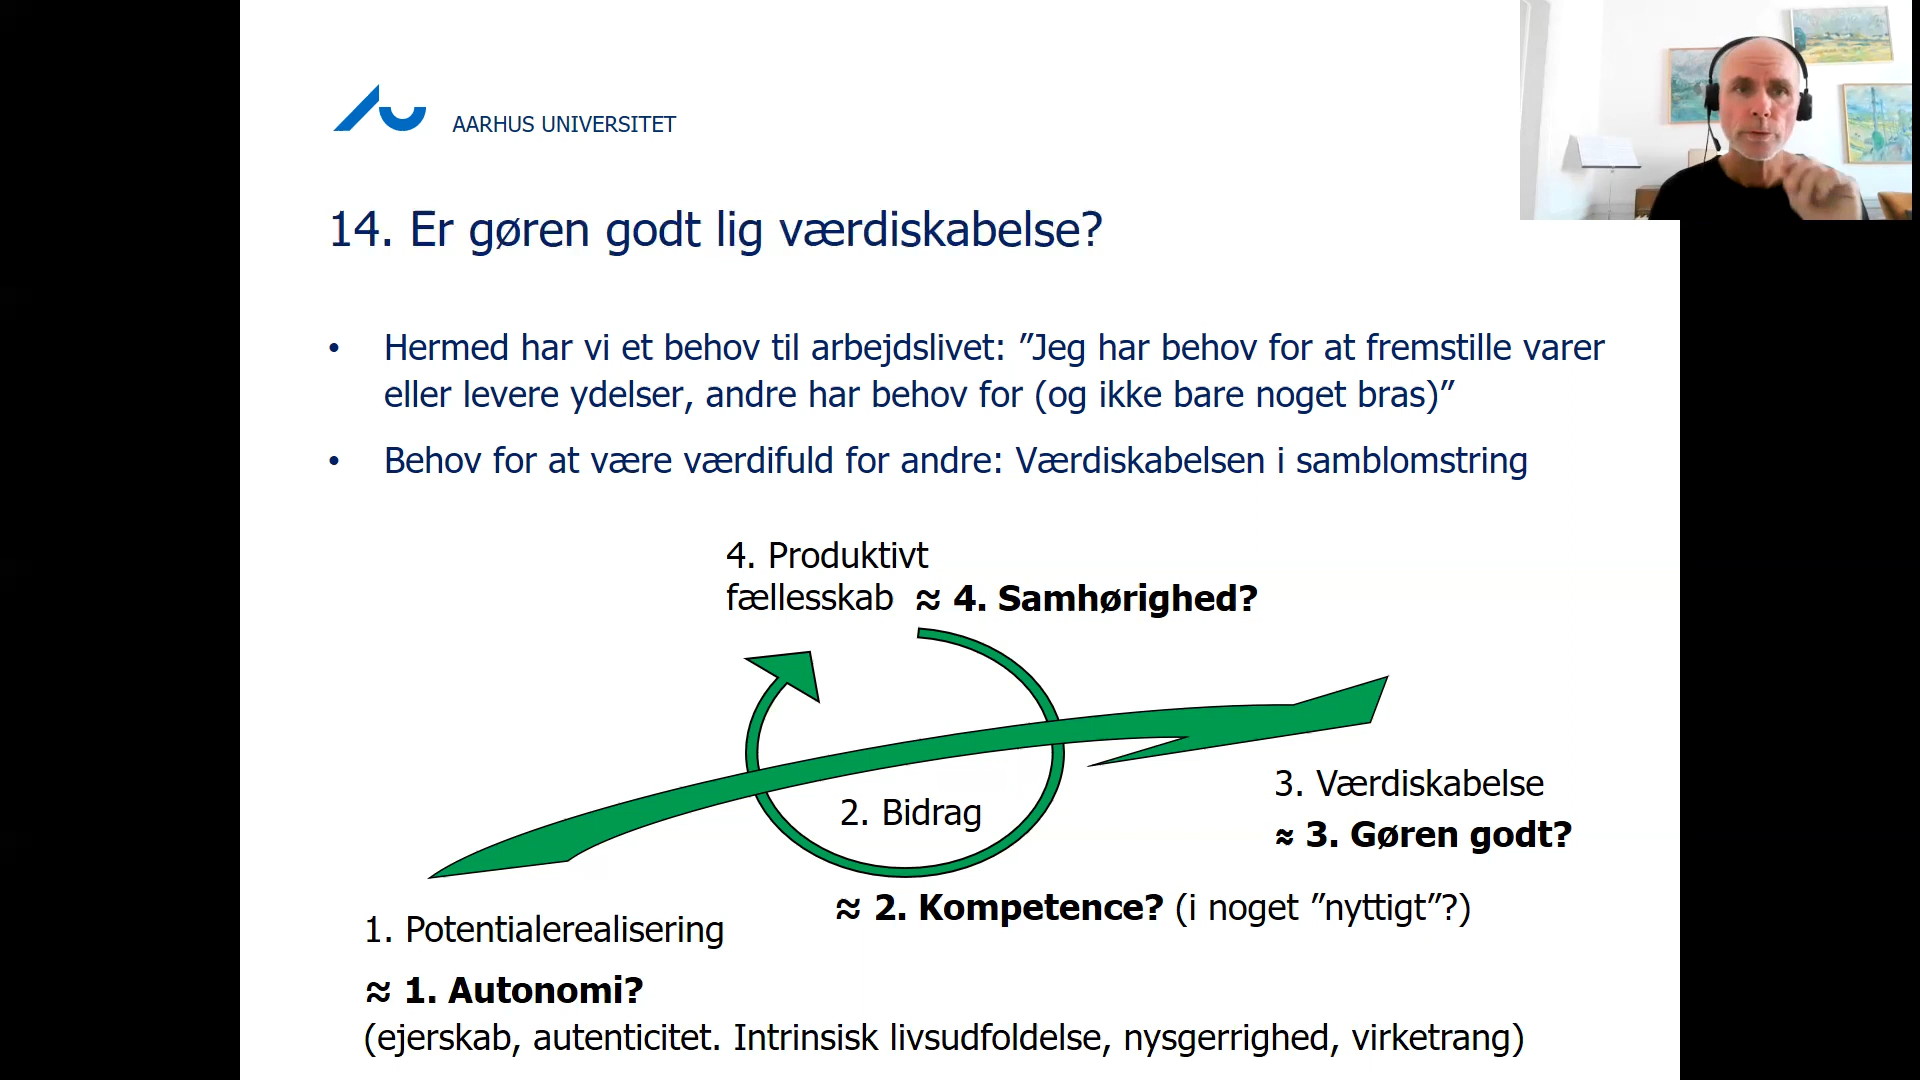 AARHUS UNIVERSITET
14. Er gøren godt lig værdiskabelse?
• Hermed har vi et behov til arbejdslivet: ”Jeg har behov for at fremstille varer
eller levere ydelser, andre har behov for (og ikke bare noget bras)”
• Behov for at være værdifuld for andre: Værdiskabelsen i samblomstring
4. Produktivt
fællesskab ≈ 4. Samhørighed?
2. Bidrag
3. Værdiskabelse
≈ 3. Gøren godt?
≈ 2. Kompetence? (i noget ”nyttigt”?)
1. Potentialerealisering
≈ 1. Autonomi?
(ejerskab, autenticitet. Intrinsisk livsudfoldelse, nysgerrighed, virketrang)